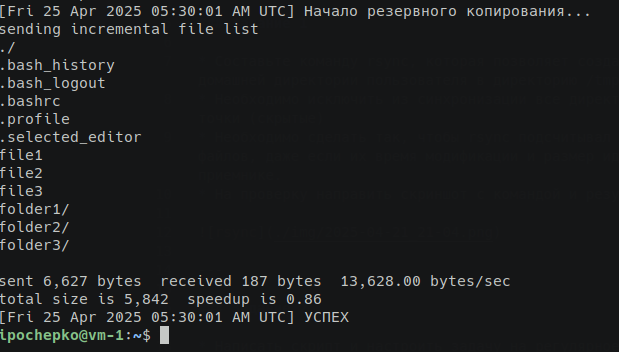 [Fri 25 Apr 2025 05:30:01 AM UTC] Начало резервного копирования...
sending incremental file list
./
.bash_history
.bash_logout
.bashrc
.profile
.selected_editor
file1
file2
file3
folder1/
folder2/
folder3/
sent 6,627 bytes  received 187 bytes  13,628.00 bytes/sec
total size is 5,842  speedup is 0.86
[Fri 25 Apr 2025 05:30:01 AM UTC] УСПЕХ
ipochepko@vm-1:~$